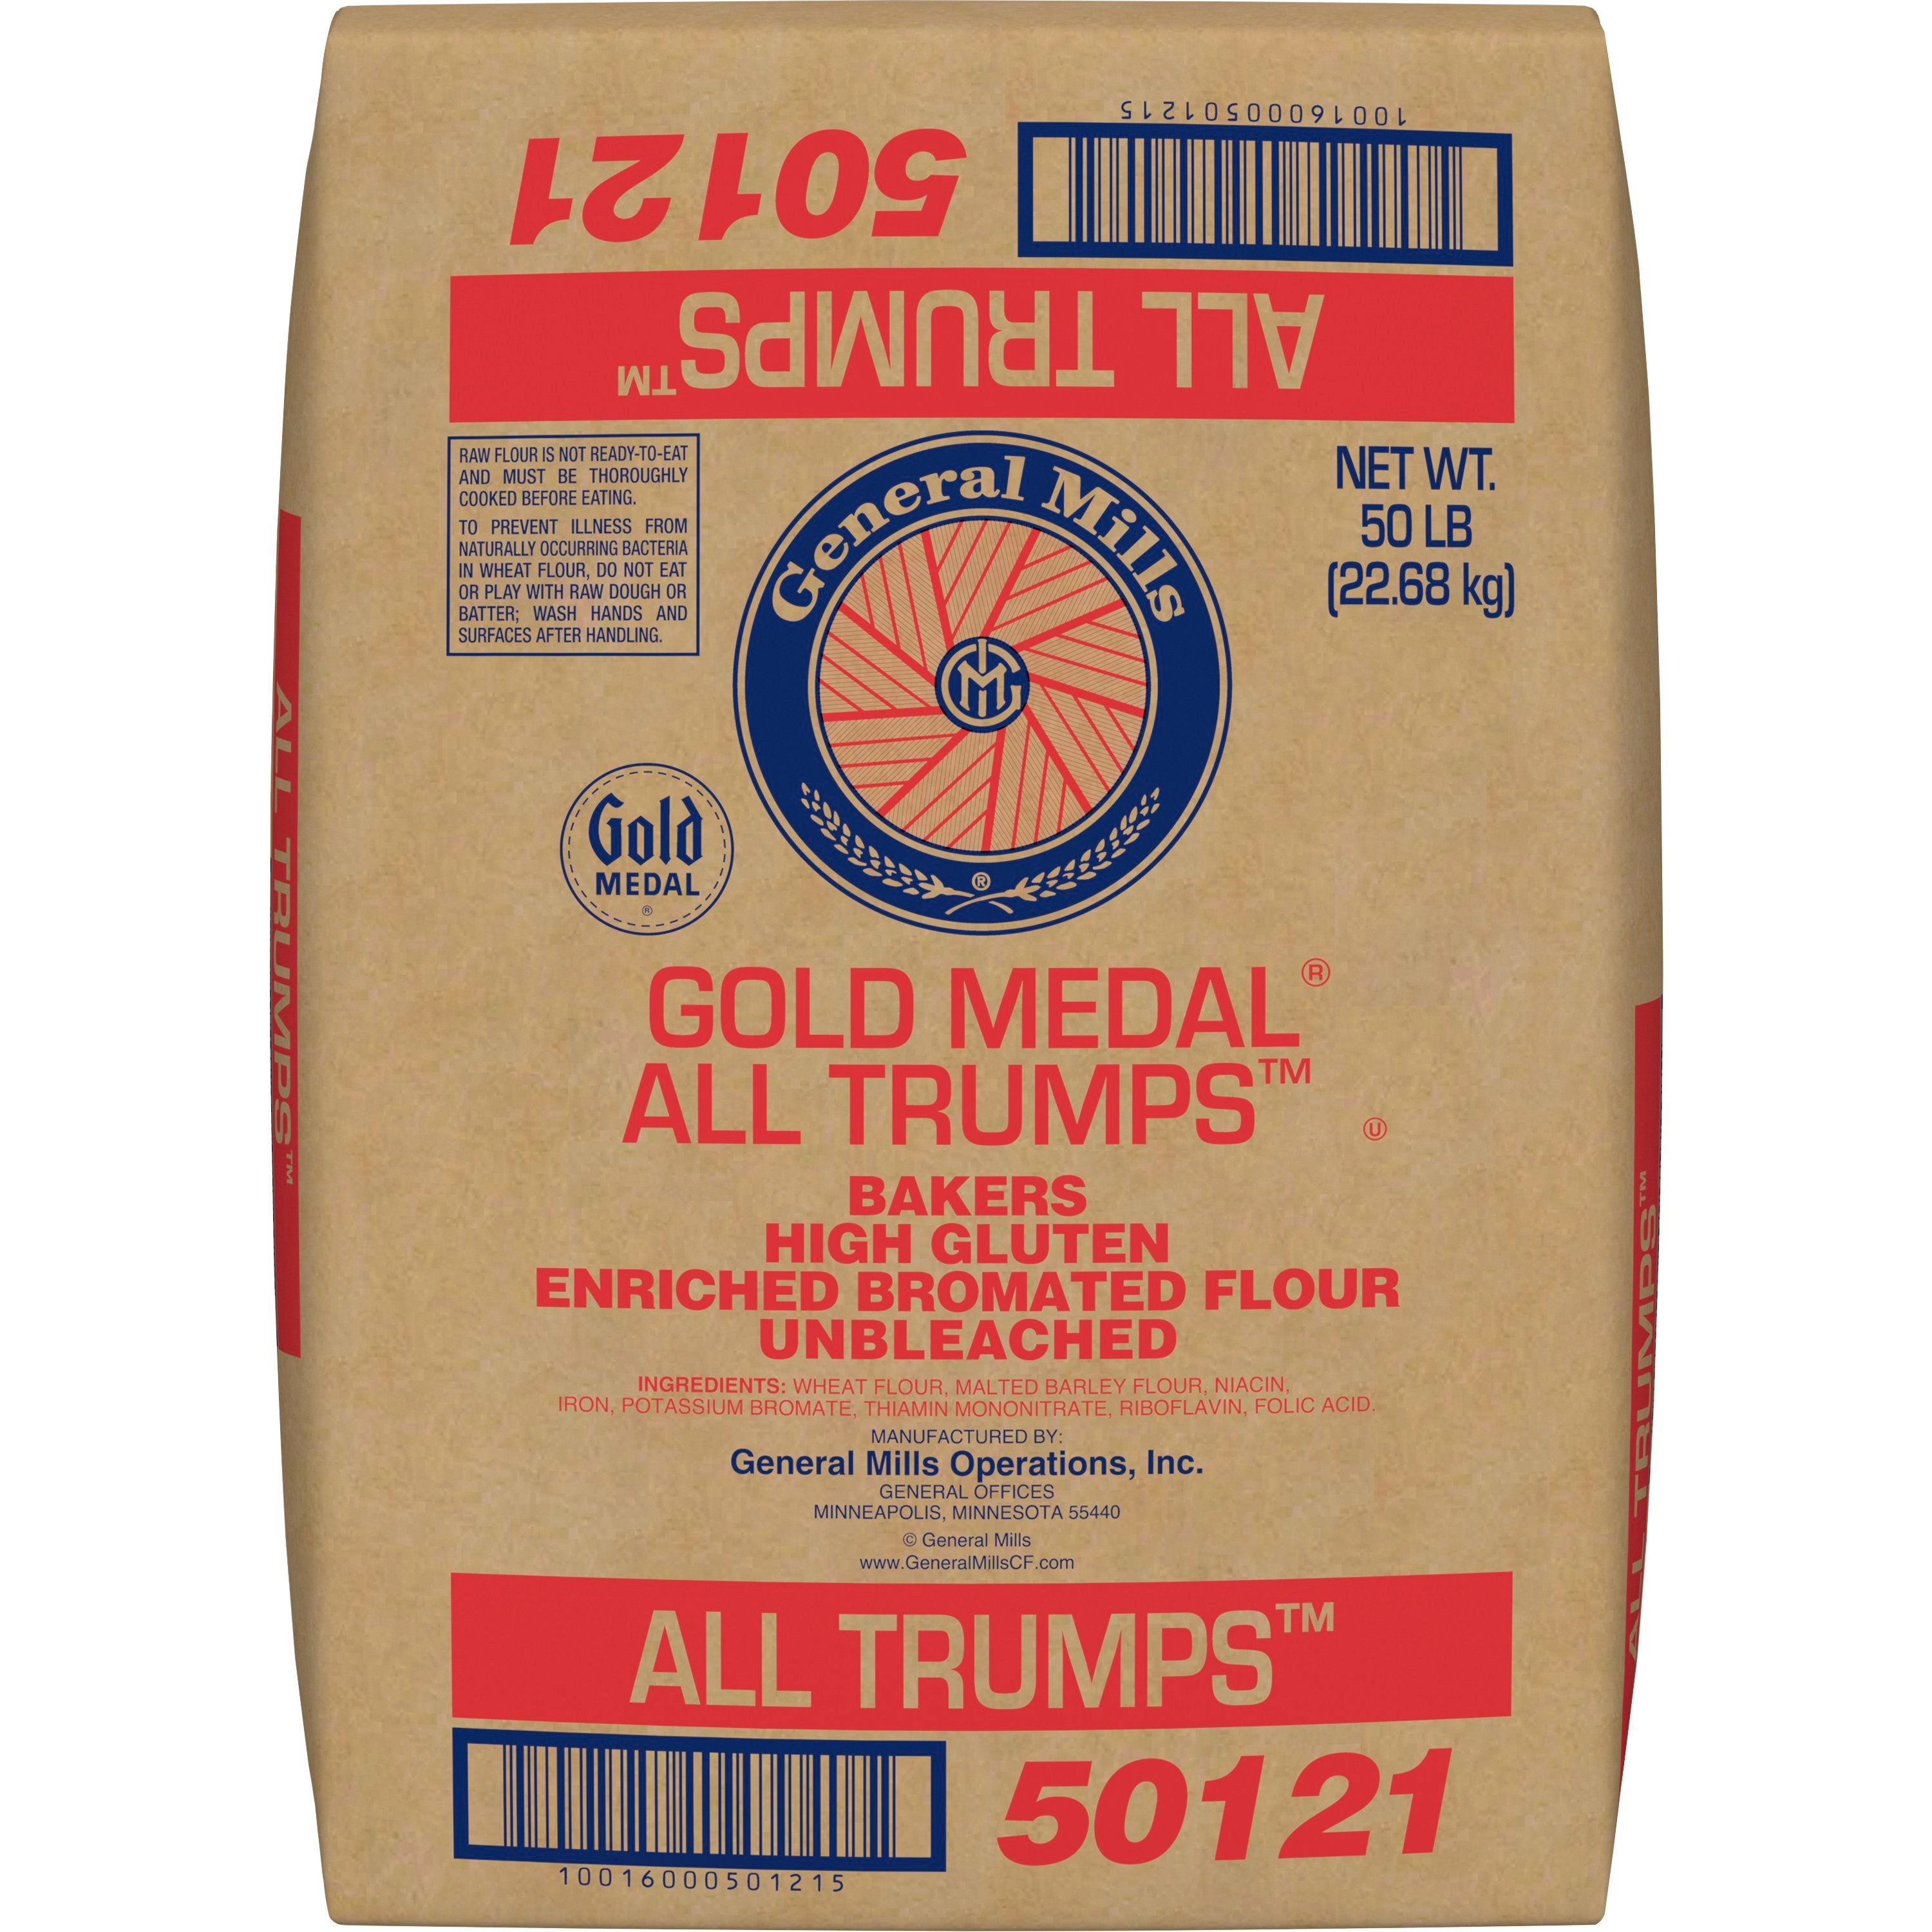 10016000501215
50121
ALL TRUMPS™
RAW FLOUR IS NOT READY-TO-EAT
AND MUST BE THOROUGHLY
COOKED BEFORE EATING.
TO PREVENT ILLNESS FROM
NATURALLY OCCURRING BACTERIA
IN WHEAT FLOUR, DO NOT EAT
OR PLAY WITH RAW DOUGH OR
BATTER; WASH HANDS AND
SURFACES AFTER HANDLING.
General Mills
GM
®
NET WT.
50 LB
(22.68 kg)
Gold
MEDAL
®
GOLD MEDAL®
ALL TRUMPS™
U
BAKERS
HIGH GLUTEN
ENRICHED BROMATED FLOUR
UNBLEACHED
INGREDIENTS: WHEAT FLOUR, MALTED BARLEY FLOUR, NIACIN,
IRON, POTASSIUM BROMATE, THIAMIN MONONITRATE, RIBOFLAVIN, FOLIC ACID.
MANUFACTURED BY:
General Mills Operations, Inc.
GENERAL OFFICES
MINNEAPOLIS, MINNESOTA 55440
© General Mills
www.GeneralMillsCF.com
ALL TRUMPS™
50121
10016000501215
ALL TRUMPS™
ALL TRUMPS™